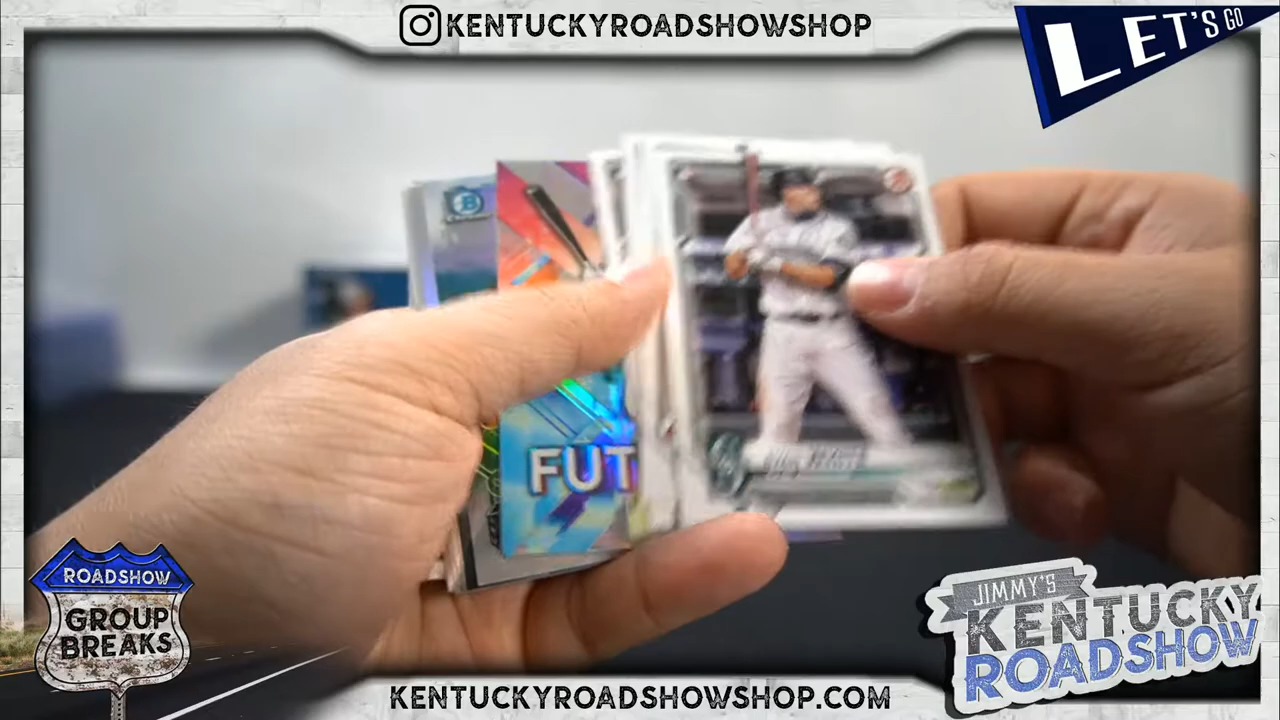 KENTUCKYROADSHOWSHOP
LET'S GO
B
FUT
ROADSHOW
GROUP
BREAKS
JIMMY'S
KENTUCKY
ROADSHOW
KENTUCKYROADSHOWSHOP.COM